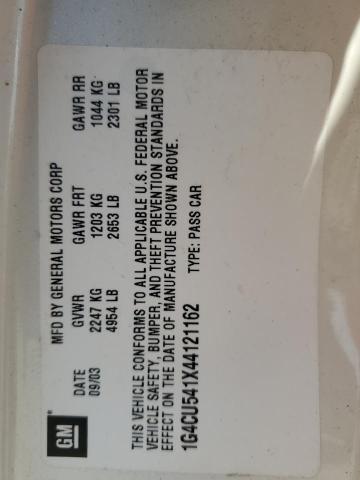 GM
MFD BY GENERAL MOTORS CORP
DATE GVWR GAWR FRT GAWR RR
09/03 2247 KG 1203 KG 1044 KG
4954 LB 2653 LB 2301 LB
THIS VEHICLE CONFORMS TO ALL APPLICABLE U.S. FEDERAL MOTOR
VEHICLE SAFETY, BUMPER, AND THEFT PREVENTION STANDARDS IN
EFFECT ON THE DATE OF MANUFACTURE SHOWN ABOVE.
1G4CU541X44121162 TYPE: PASS CAR